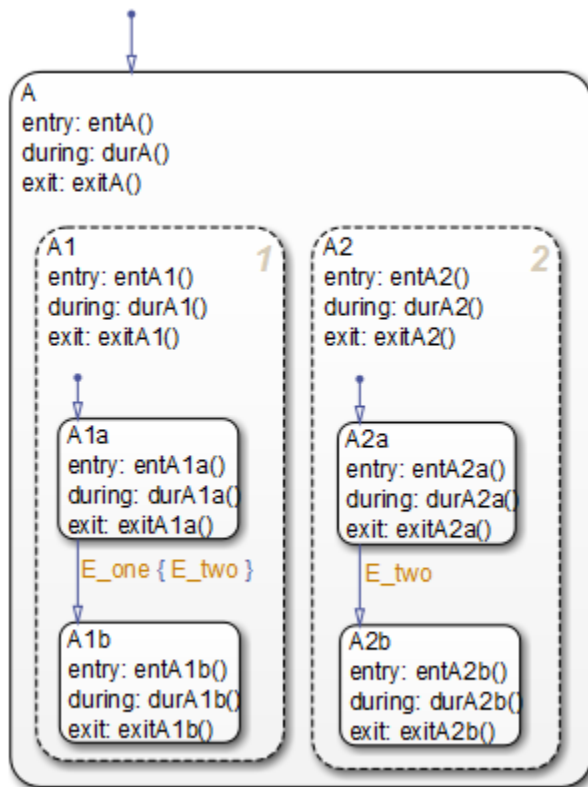 A
entry: entA()
during: durA()
exit: exitA()
A1
1
entry: entA1()
during: durA1()
exit: exitA1()
A1a
entry: entA1a()
during: durA1a()
exit: exitA1a()
E_one { E_two }
A1b
entry: entA1b()
during: durA1b()
exit: exitA1b()
A2
2
entry: entA2()
during: durA2()
exit: exitA2()
A2a
entry: entA2a()
during: durA2a()
exit: exitA2a()
E_two
A2b
entry: entA2b()
during: durA2b()
exit: exitA2b()